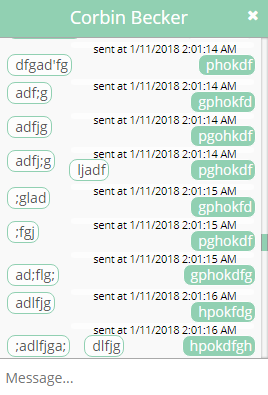 Corbin Becker ✖
sent at 1/11/2018 2:01:14 AM
dfgad'fg phokdf
sent at 1/11/2018 2:01:14 AM
adf;g gphokfd
sent at 1/11/2018 2:01:14 AM
adfjg pgohkdf
sent at 1/11/2018 2:01:14 AM
adfj;g ljadf pghokdf
sent at 1/11/2018 2:01:15 AM
;glad gphokfd
sent at 1/11/2018 2:01:15 AM
;fgj pghokdf
sent at 1/11/2018 2:01:15 AM
ad;flg; gphokdfg
sent at 1/11/2018 2:01:16 AM
adlfjg hpokfdg
sent at 1/11/2018 2:01:16 AM
;adlfjga; dlfjg hpokdfgh
Message...